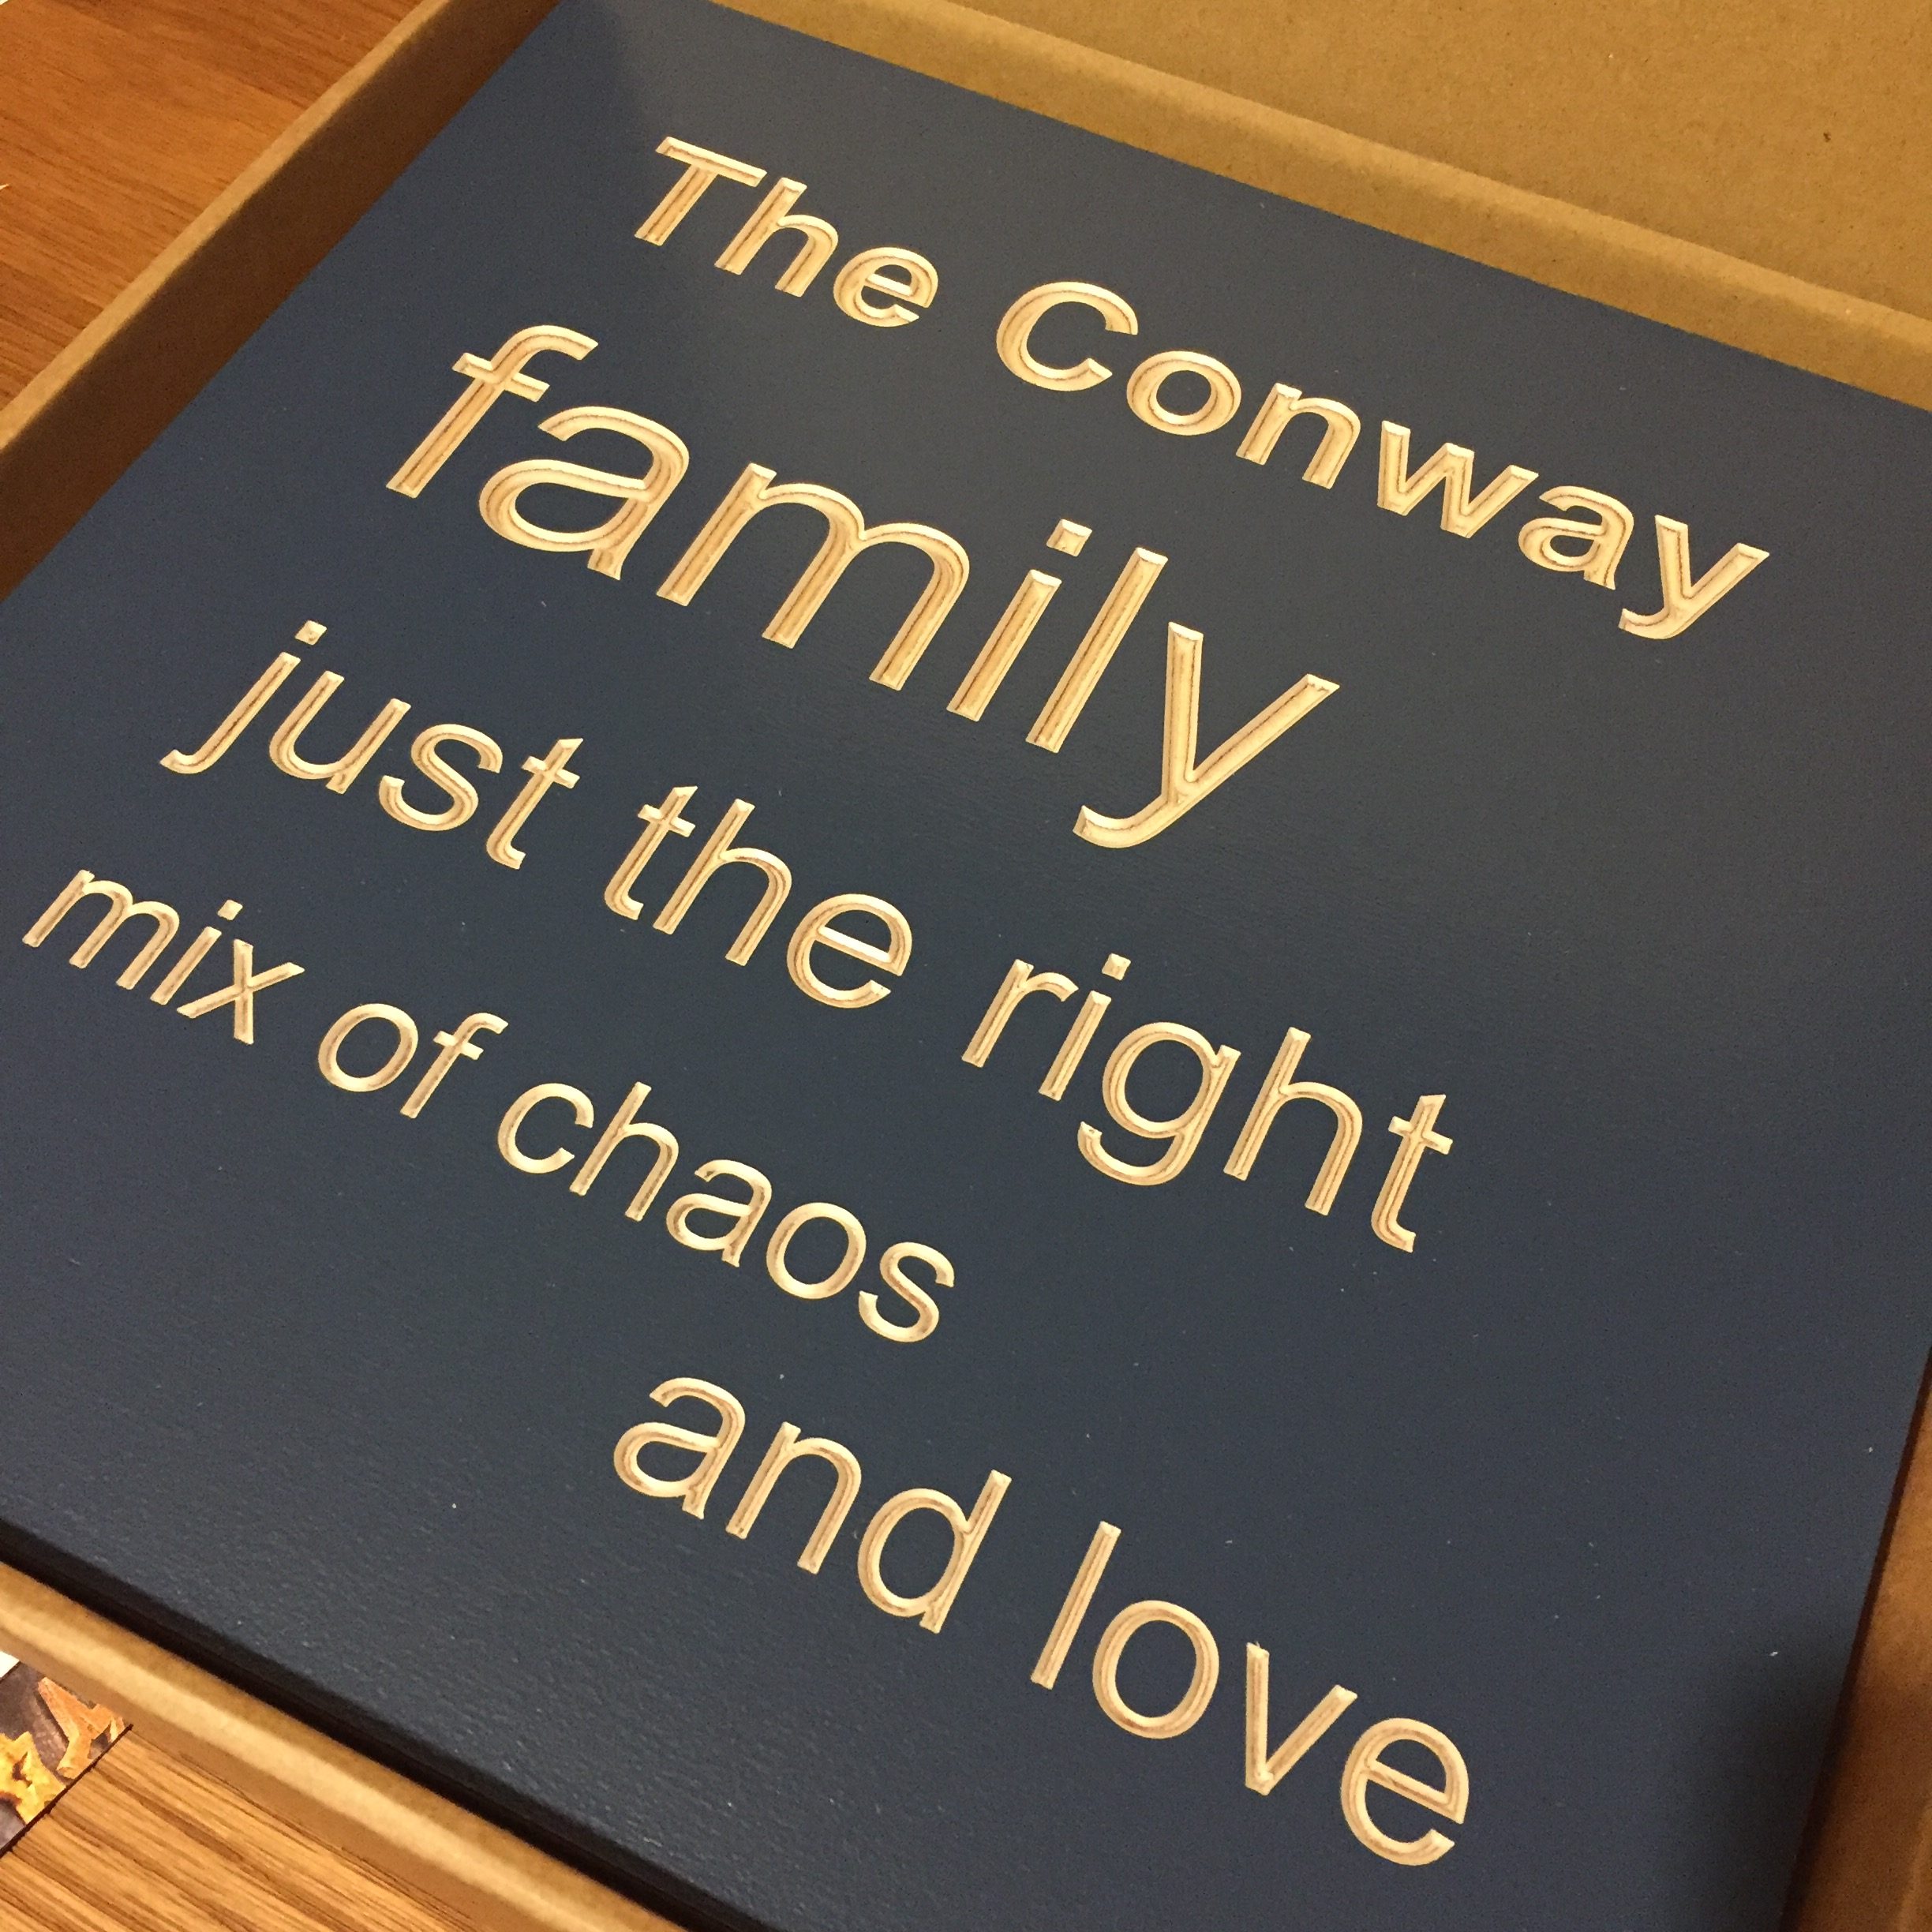 The Conway
family
just the right
mix of chaos
and love